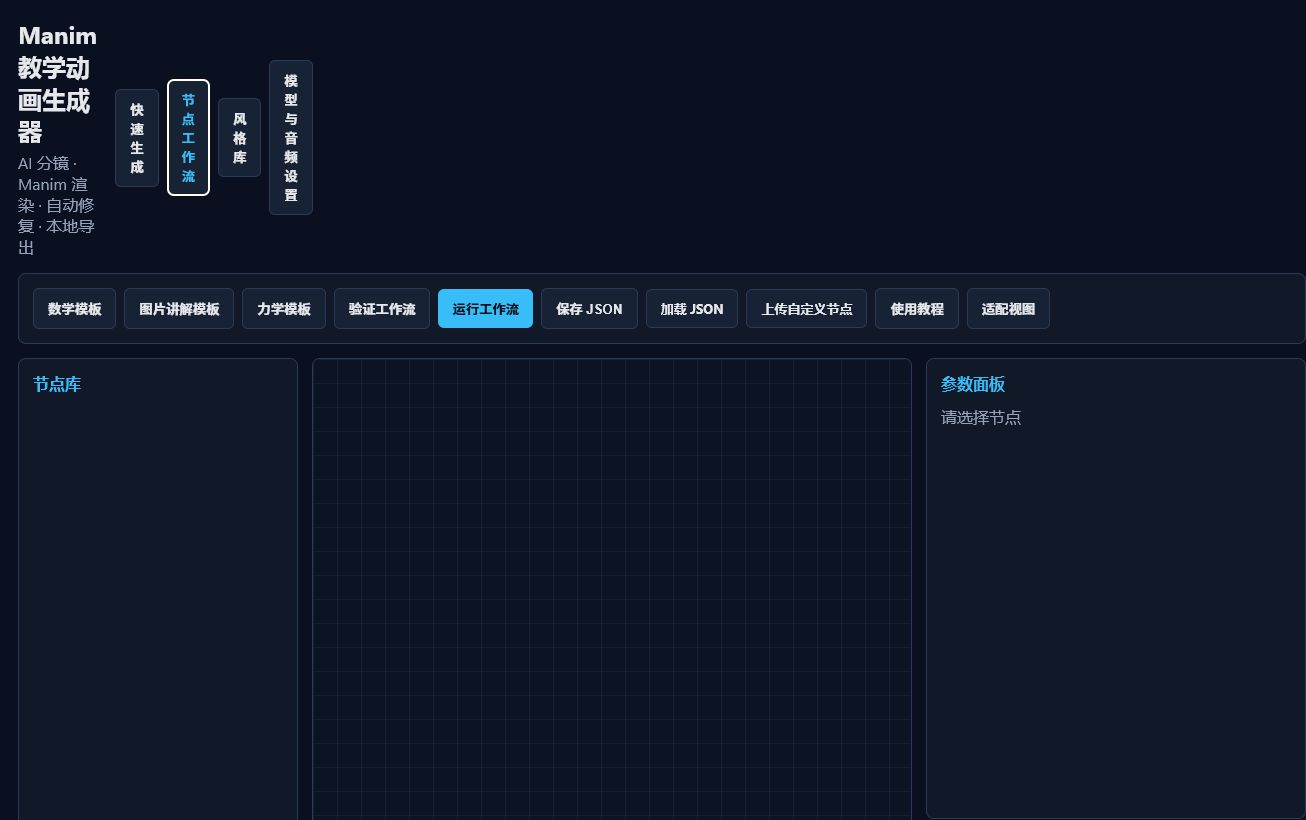 Manim
教学动
画生成
器
AI 分镜 ·
Manim 渲
染 · 自动修
复 · 本地导
出
快
速
生
成
节
点
工
作
流
风
格
库
模
型
与
音
频
设
置
数学模板 图片讲解模板 力学模板 验证工作流 运行工作流 保存 JSON 加载 JSON 上传自定义节点 使用教程 适配视图
节点库
参数面板
请选择节点